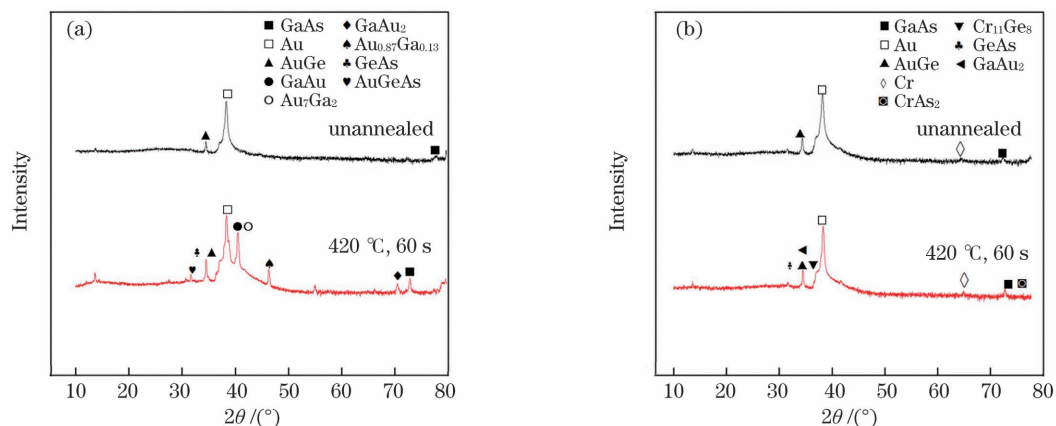 (a)
GaAs GaAu₂
Au Au₀.₈₇Ga₀.₁₃
AuGe GeAs
GaAu AuGeAs
Au₇Ga₂
unannealed
420 ℃, 60 s
Intensity
10 20 30 40 50 60 70 80
2θ /(°)
(b)
GaAs Cr₁₁Ge₈
Au GeAs
AuGe GaAu₂
Cr
CrAs₂
unannealed
420 ℃, 60 s
Intensity
10 20 30 40 50 60 70 80
2θ /(°)